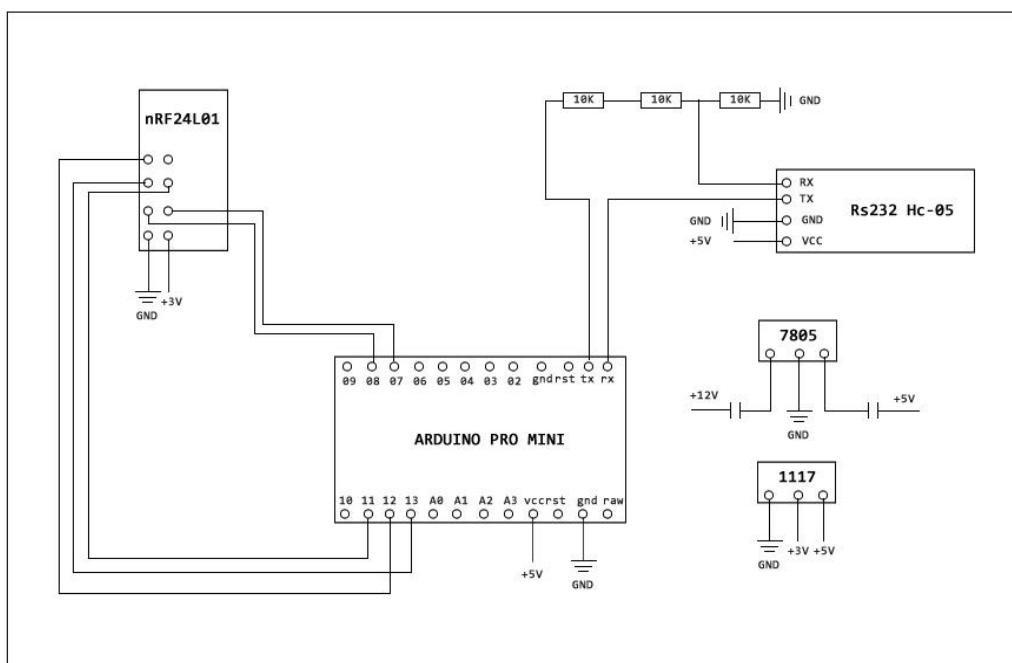 nRF24L01
GND
+3V
10K 10K 10K GND
RX
TX
GND GND
+5V VCC
Rs232 Hc-05
09 08 07 06 05 04 03 02 gnd rst tx rx
ARDUINO PRO MINI
10 11 12 13 A0 A1 A2 A3 vcc rst gnd raw
+5V
GND
7805
+12V
GND
+5V
1117
GND
+3V +5V